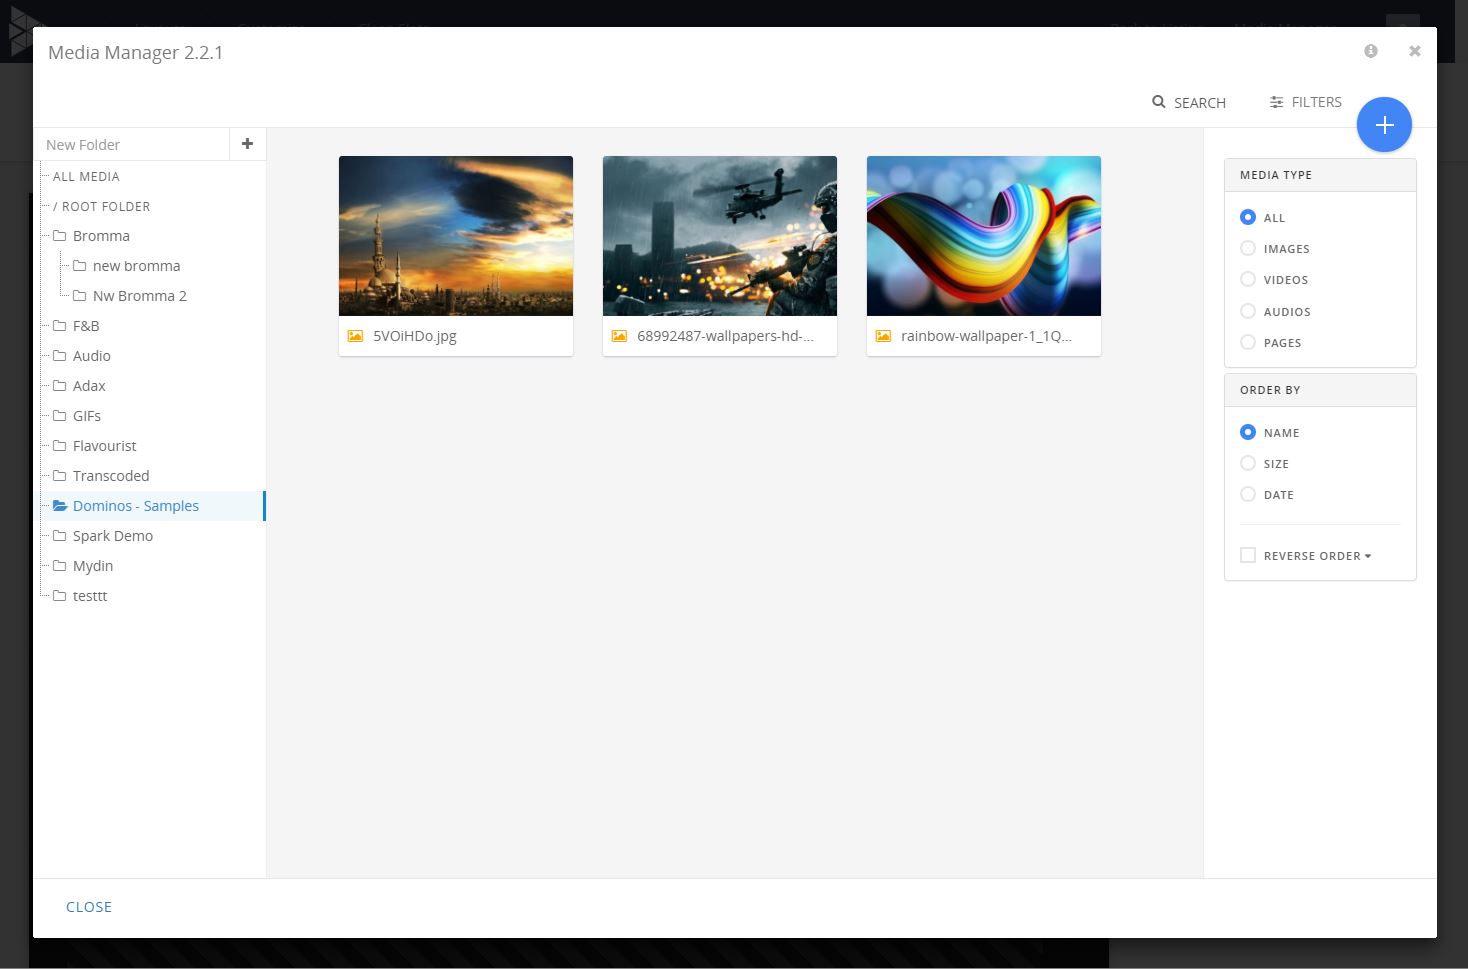 Media Manager 2.2.1
SEARCH
FILTERS
New Folder
ALL MEDIA
/ ROOT FOLDER
Bromma
new bromma
Nw Bromma 2
F&B
Audio
Adax
GIFs
Flavourist
Transcoded
Dominos - Samples
Spark Demo
Mydin
testtt
5VOiHDo.jpg
68992487-wallpapers-hd-...
rainbow-wallpaper-1_1Q...
MEDIA TYPE
ALL
IMAGES
VIDEOS
AUDIOS
PAGES
ORDER BY
NAME
SIZE
DATE
REVERSE ORDER
CLOSE